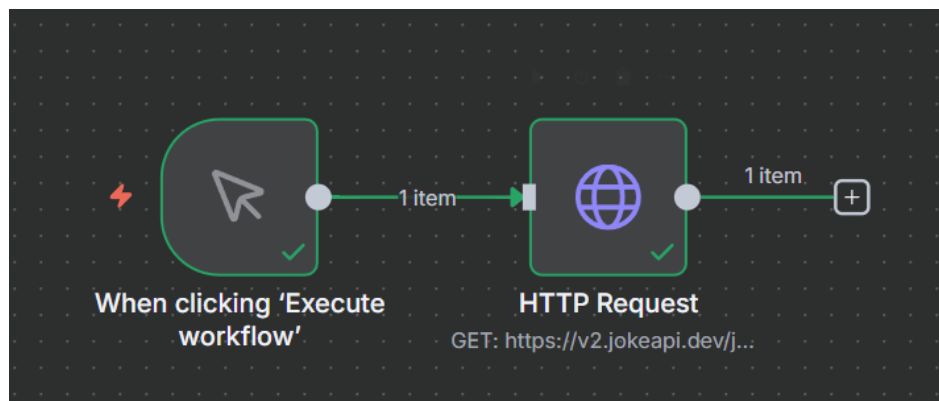 1 item
1 item
When clicking ‘Execute
workflow’
HTTP Request
GET: https://v2.jokeapi.dev/j...